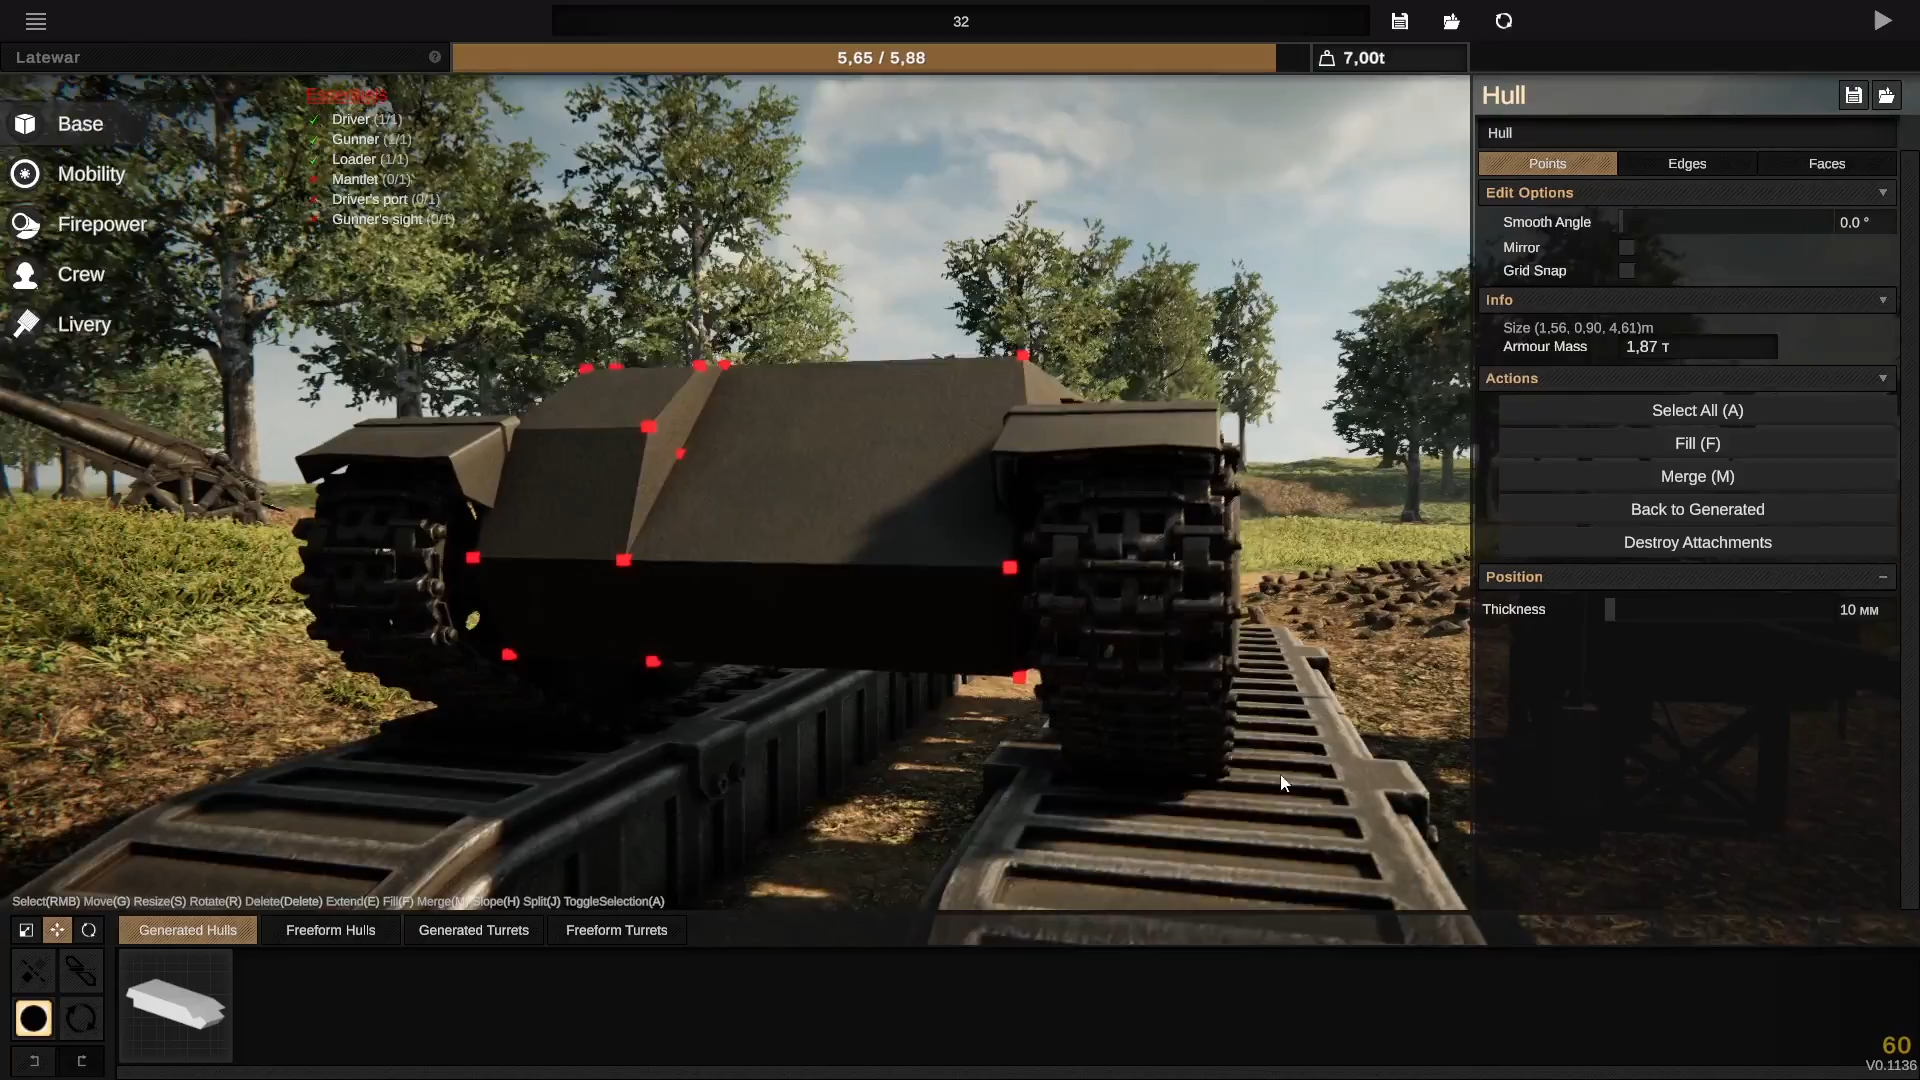 32
Latewar
5,65 / 5,88
7,00t
Essentials
Driver (1/1)
Gunner (1/1)
Loader (1/1)
Mantlet (0/1)
Driver's port (0/1)
Gunner's sight (0/1)
Base
Mobility
Firepower
Crew
Livery
Hull
Hull
Points Edges Faces
Edit Options
Smooth Angle 0.0 °
Mirror
Grid Snap
Info
Size (1,56, 0,90, 4,61)m
Armour Mass 1,87 т
Actions
Select All (A)
Fill (F)
Merge (M)
Back to Generated
Destroy Attachments
Position
Thickness 10 мм
Select(RMB) Move(G) Resize(S) Rotate(R) Delete(Delete) Extend(E) Fill(F) Merge(M) Slope(H) Split(J) ToggleSelection(A)
Generated Hulls Freeform Hulls Generated Turrets Freeform Turrets
60
V0.1136